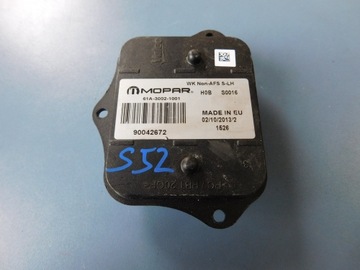 WK Non-AFS S-LH
MOPAR H0B S0016
61A-3002-1001
MADE IN EU
02/10/2013/2
90042672 1526
S52